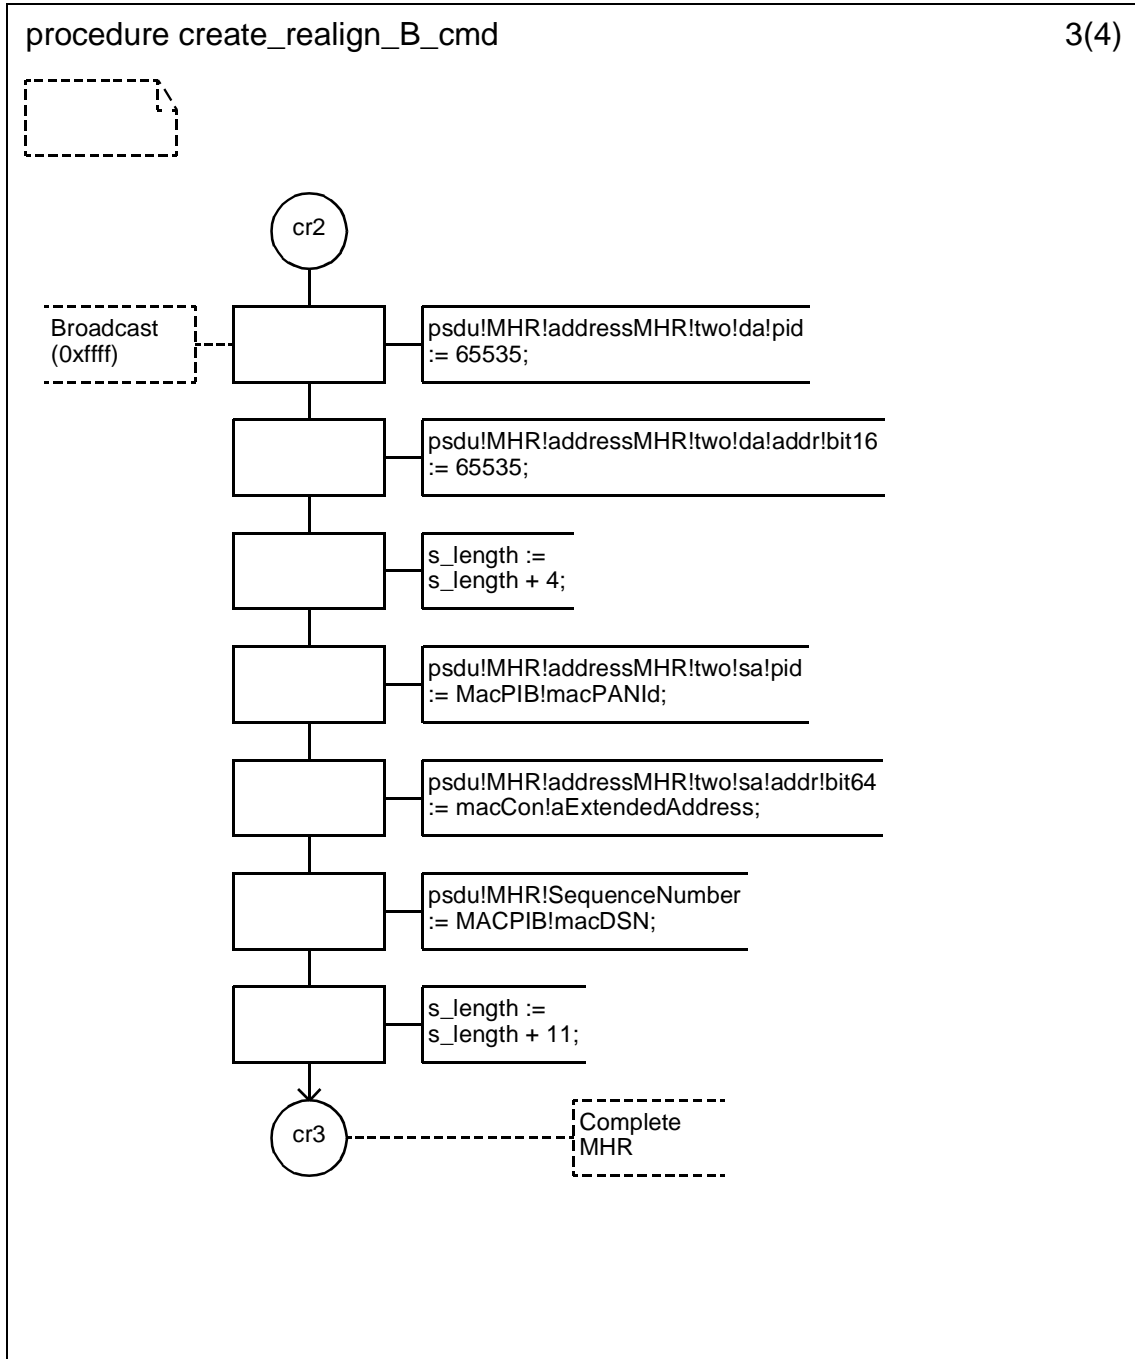 procedure create_realign_B_cmd
3(4)
cr2
Broadcast
(0xffff)
psdu!MHR!addressMHR!two!da!pid
:= 65535;
psdu!MHR!addressMHR!two!da!addr!bit16
:= 65535;
s_length :=
s_length + 4;
psdu!MHR!addressMHR!two!sa!pid
:= MacPIB!macPANId;
psdu!MHR!addressMHR!two!sa!addr!bit64
:= macCon!aExtendedAddress;
psdu!MHR!SequenceNumber
:= MACPIB!macDSN;
s_length :=
s_length + 11;
cr3
Complete
MHR